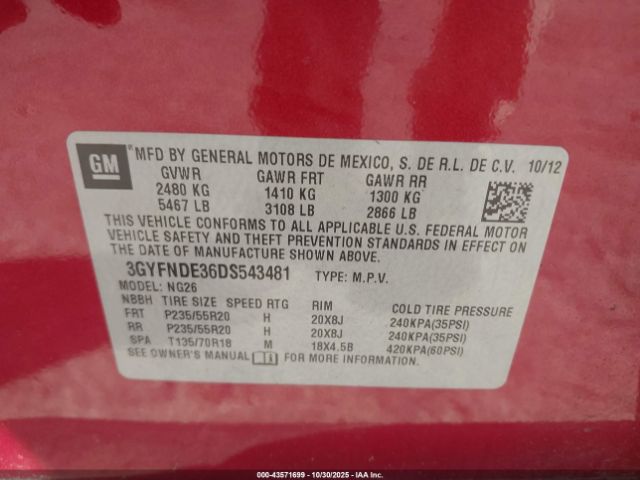 GM
MFD BY GENERAL MOTORS DE MEXICO, S. DE R.L. DE C.V. 10/12
GVWR GAWR FRT GAWR RR
2480 KG 1410 KG 1300 KG
5467 LB 3108 LB 2866 LB
THIS VEHICLE CONFORMS TO ALL APPLICABLE U.S. FEDERAL MOTOR
VEHICLE SAFETY AND THEFT PREVENTION STANDARDS IN EFFECT ON
THE DATE OF MANUFACTURE SHOWN ABOVE.
3GYFNDE36DS543481 TYPE: M.P.V.
MODEL: NG26
NBBH TIRE SIZE SPEED RTG RIM COLD TIRE PRESSURE
FRT P235/55R20 H 20X8J 240KPA(35PSI)
RR P235/55R20 H 20X8J 240KPA(35PSI)
SPA T135/70R18 M 18X4.5B 420KPA(60PSI)
SEE OWNER'S MANUAL FOR MORE INFORMATION
000-43571699 - 10/30/2025 - IAAI, Inc.